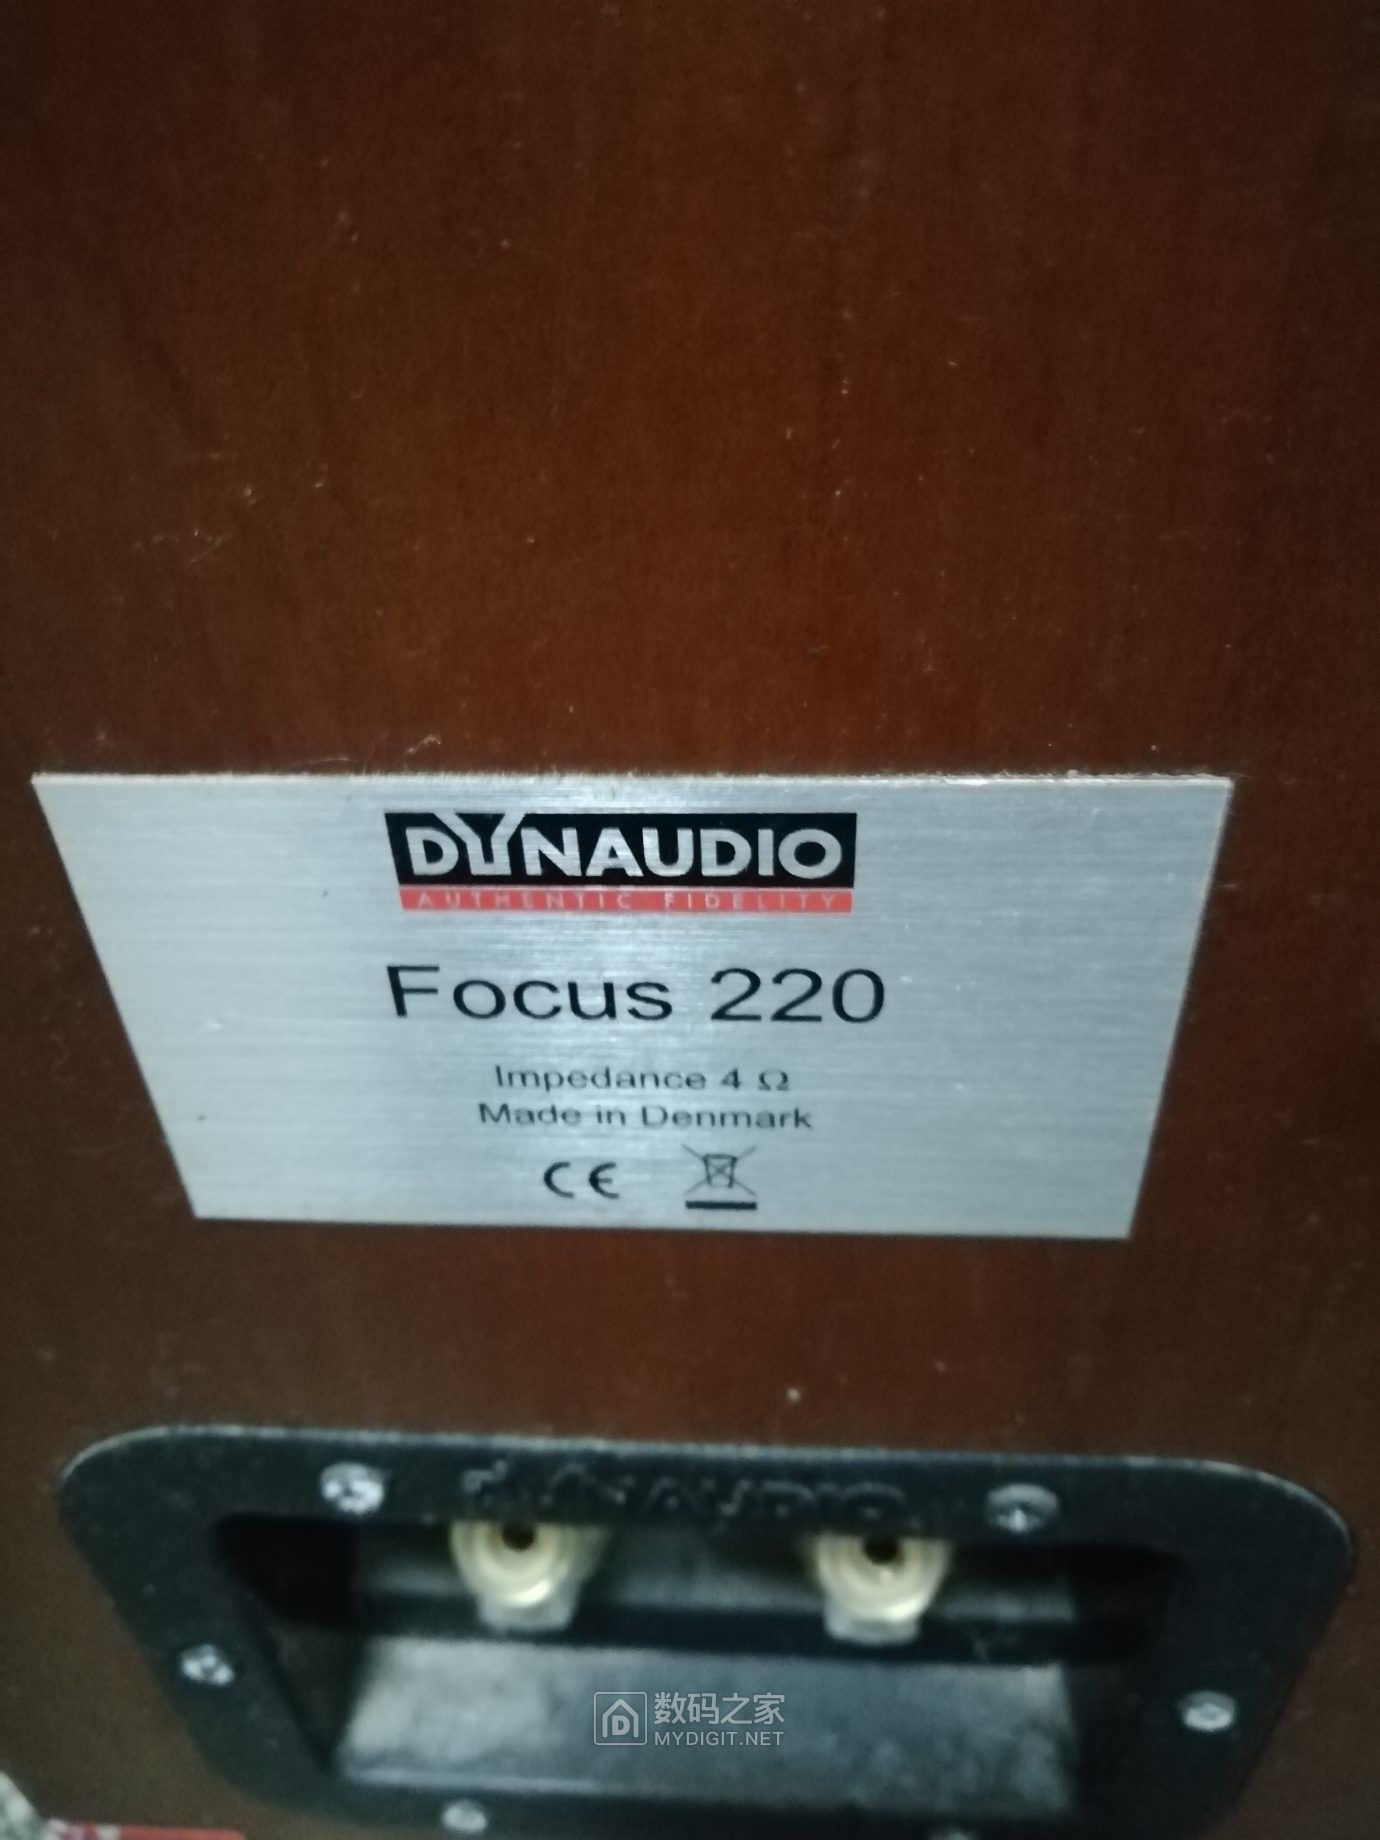 DYNAUDIO
AUTHENTIC FIDELITY
Focus 220
Impedance 4 Ω
Made in Denmark
CE
DYNAUDIO
数码之家
MYDIGIT.NET